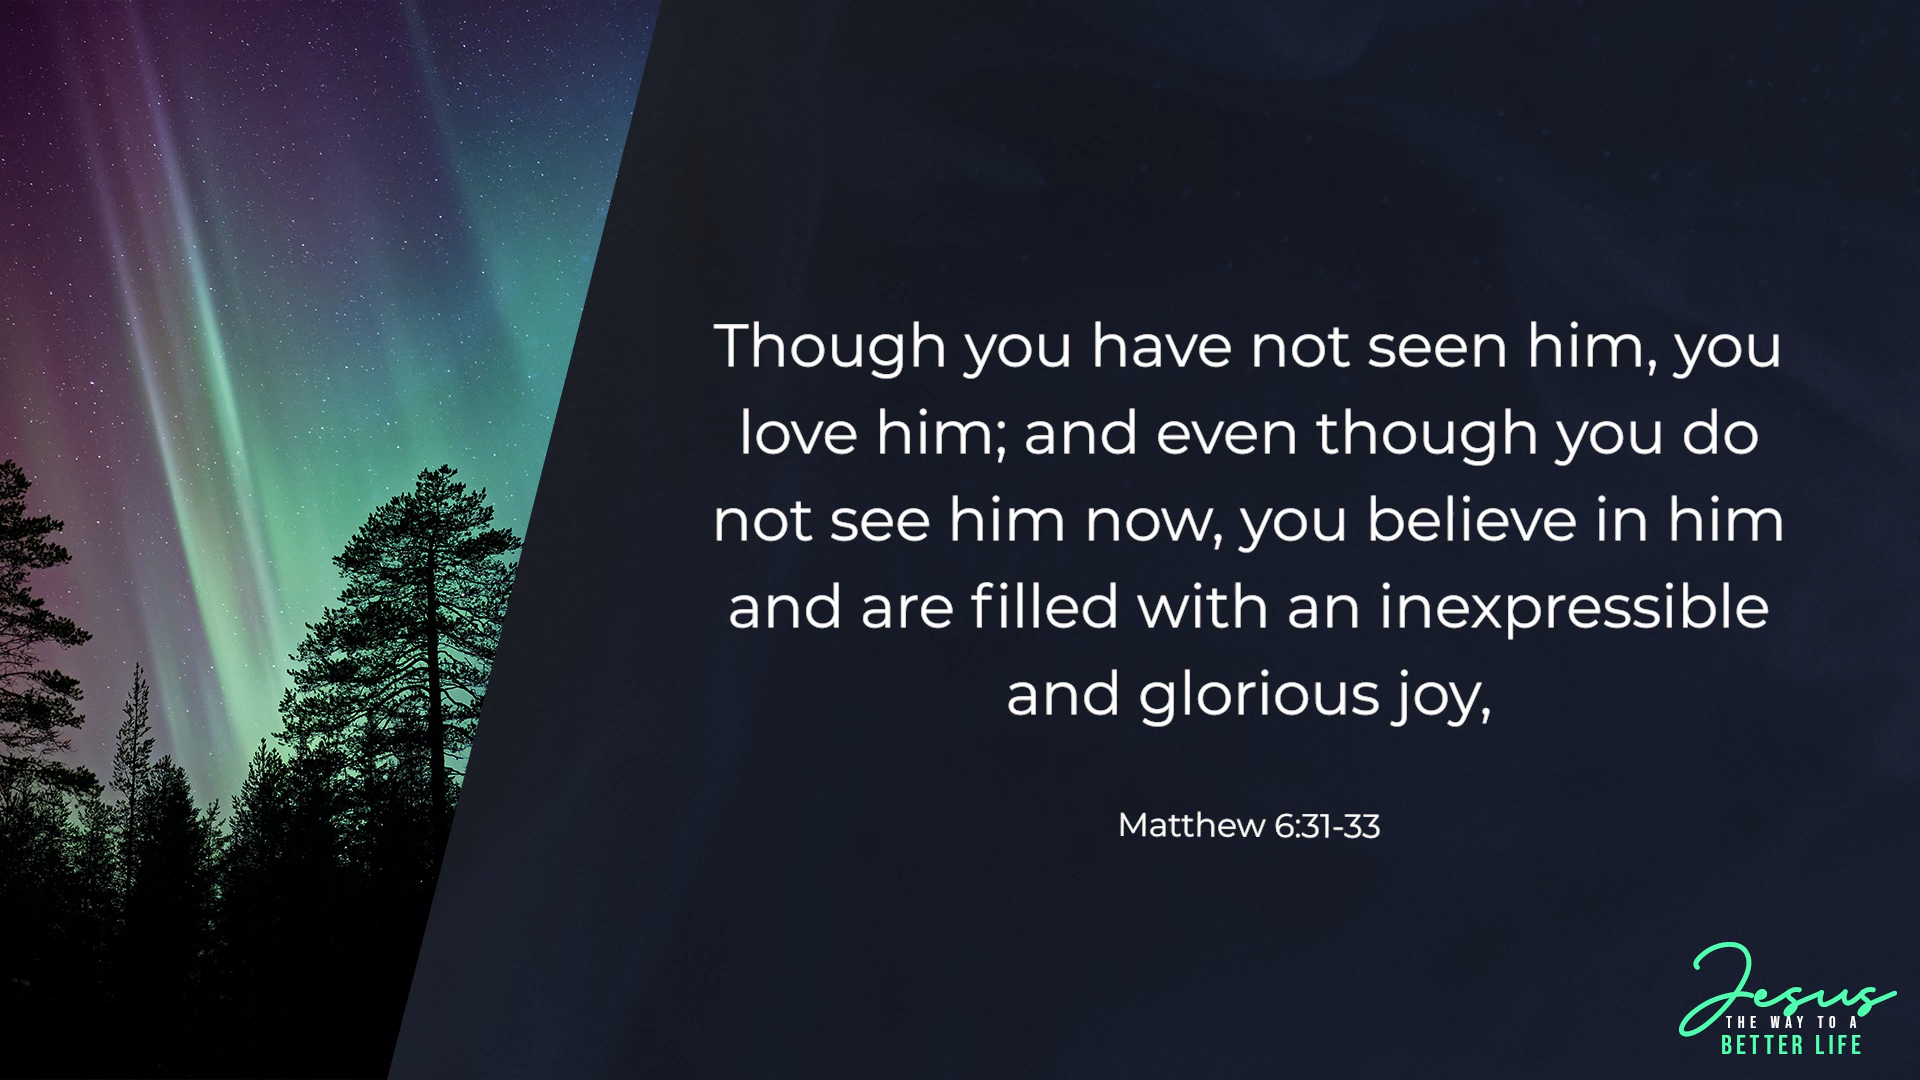 Though you have not seen him, you
love him; and even though you do
not see him now, you believe in him
and are filled with an inexpressible
and glorious joy,
Matthew 6:31-33
Jesus
THE WAY TO A
BETTER LIFE